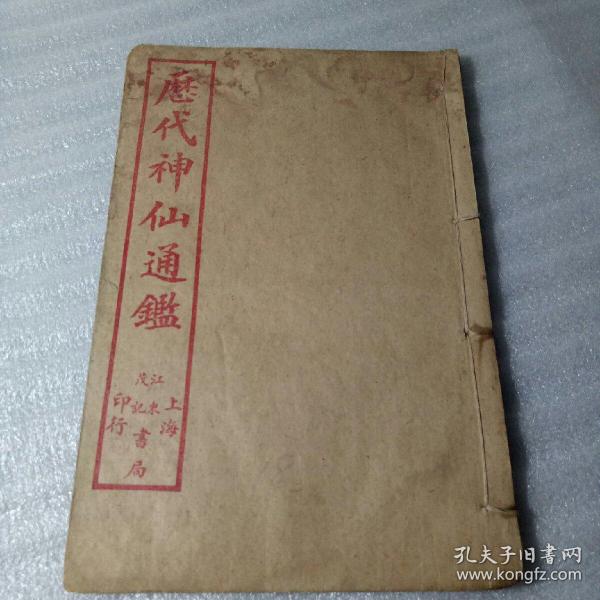 歷代神仙通鑑
上海
江東
茂記
書局
印行
孔夫子旧书网
www.kongfz.com